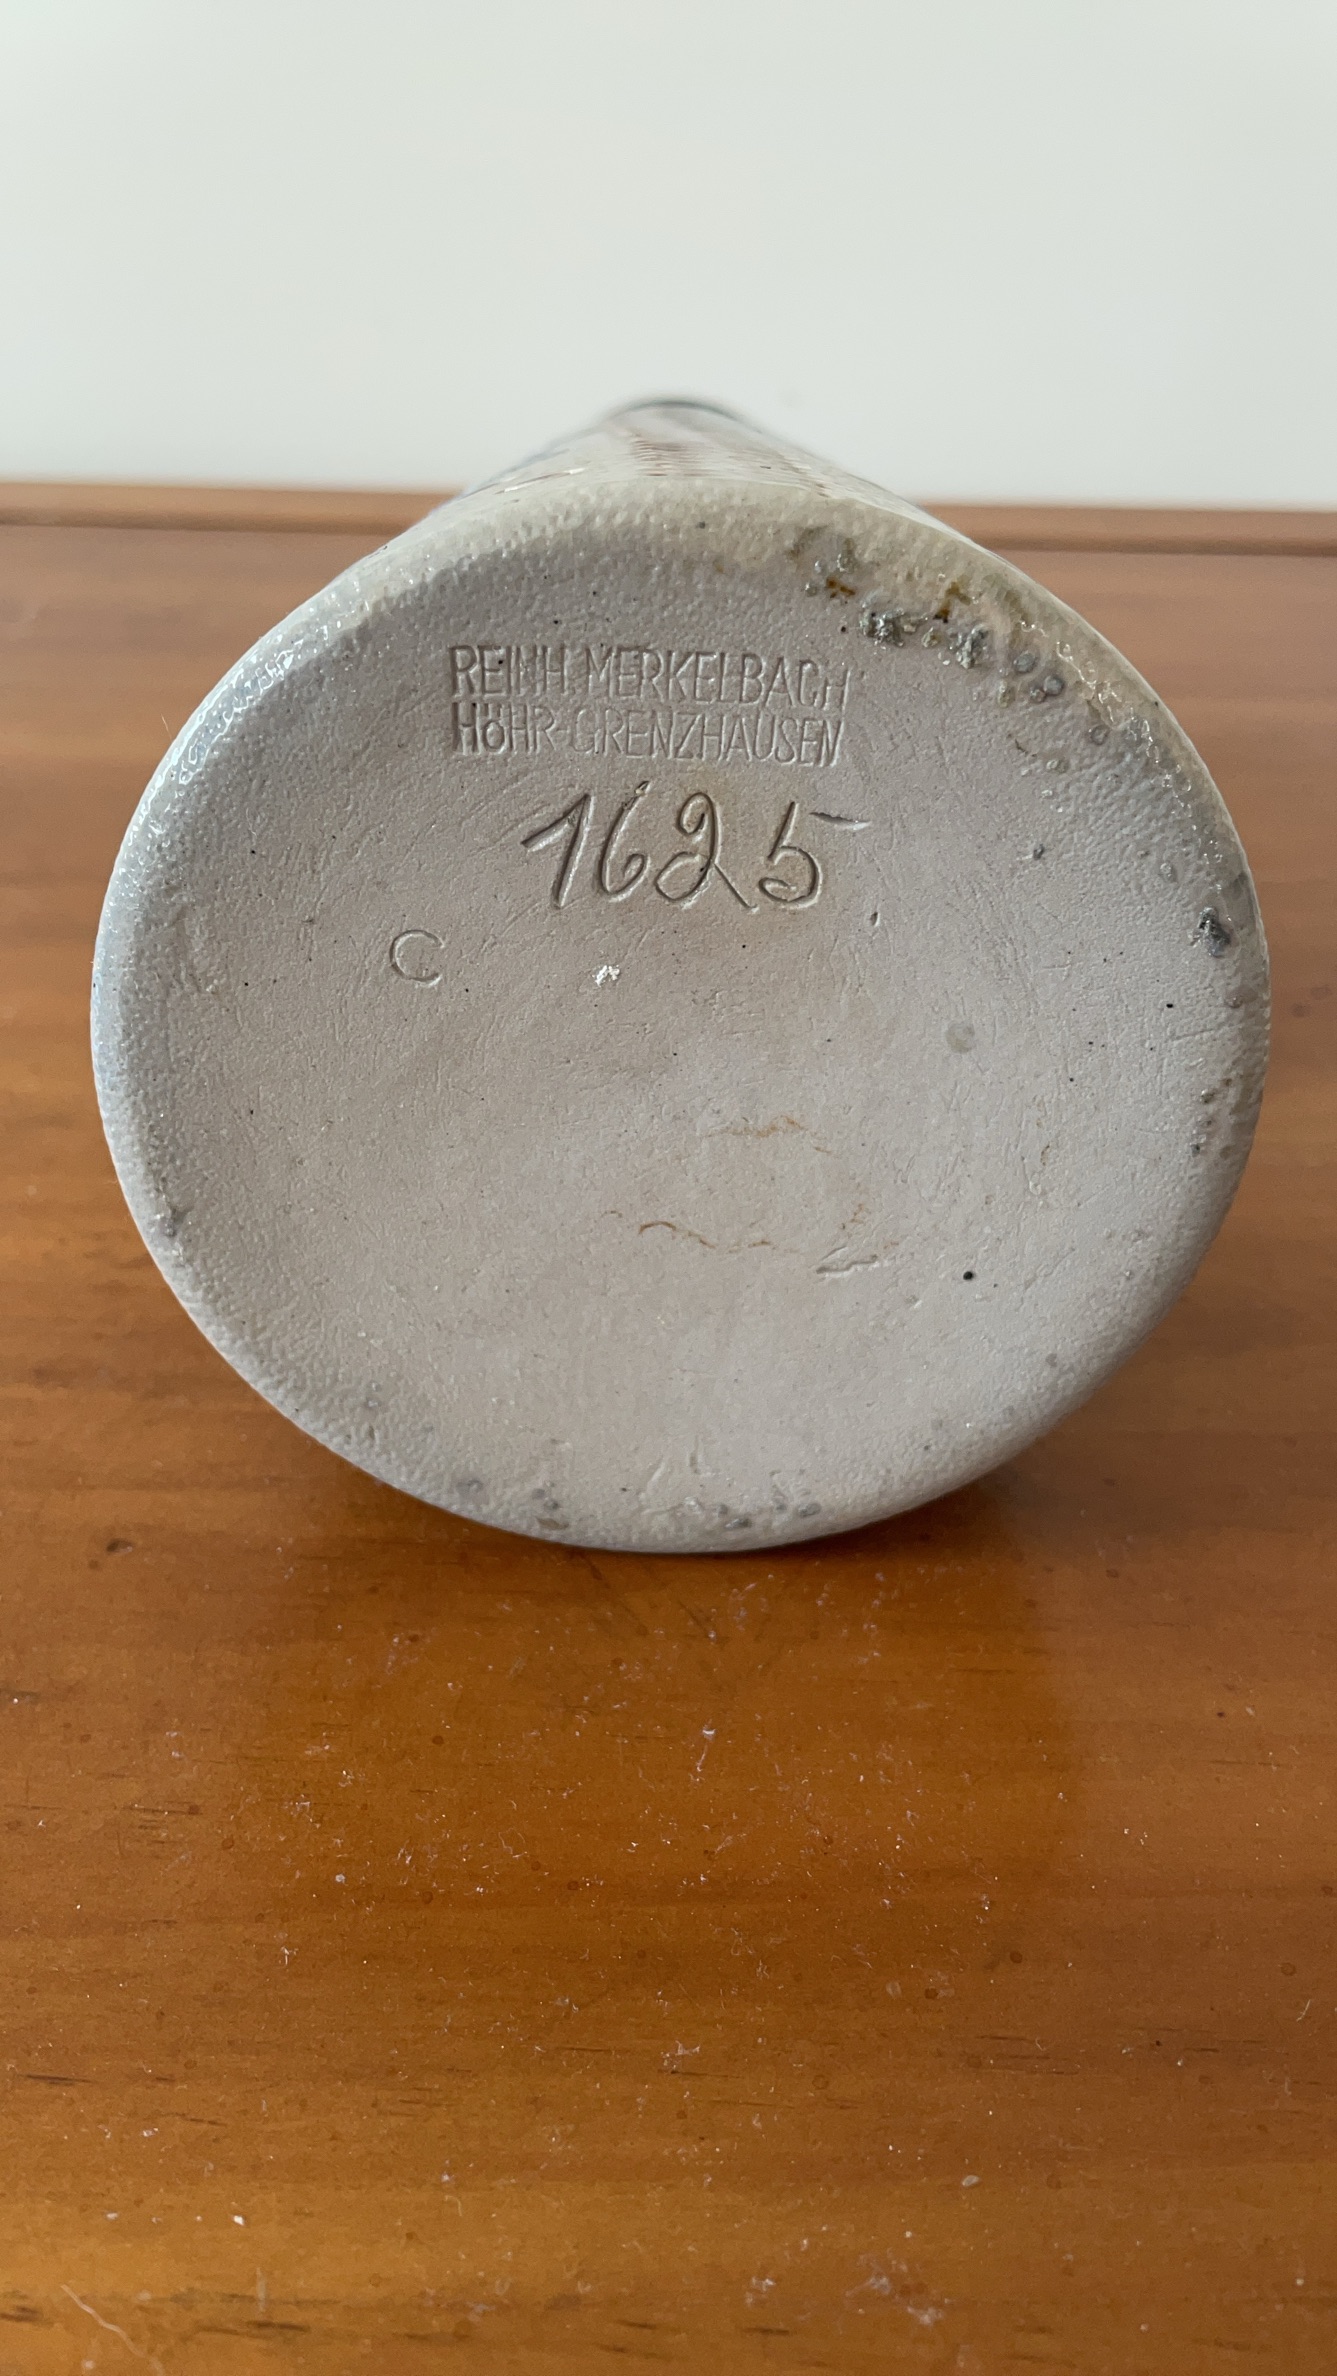 REINH. MERKELBACH
HÖHR-GRENZHAUSEN
1625
C